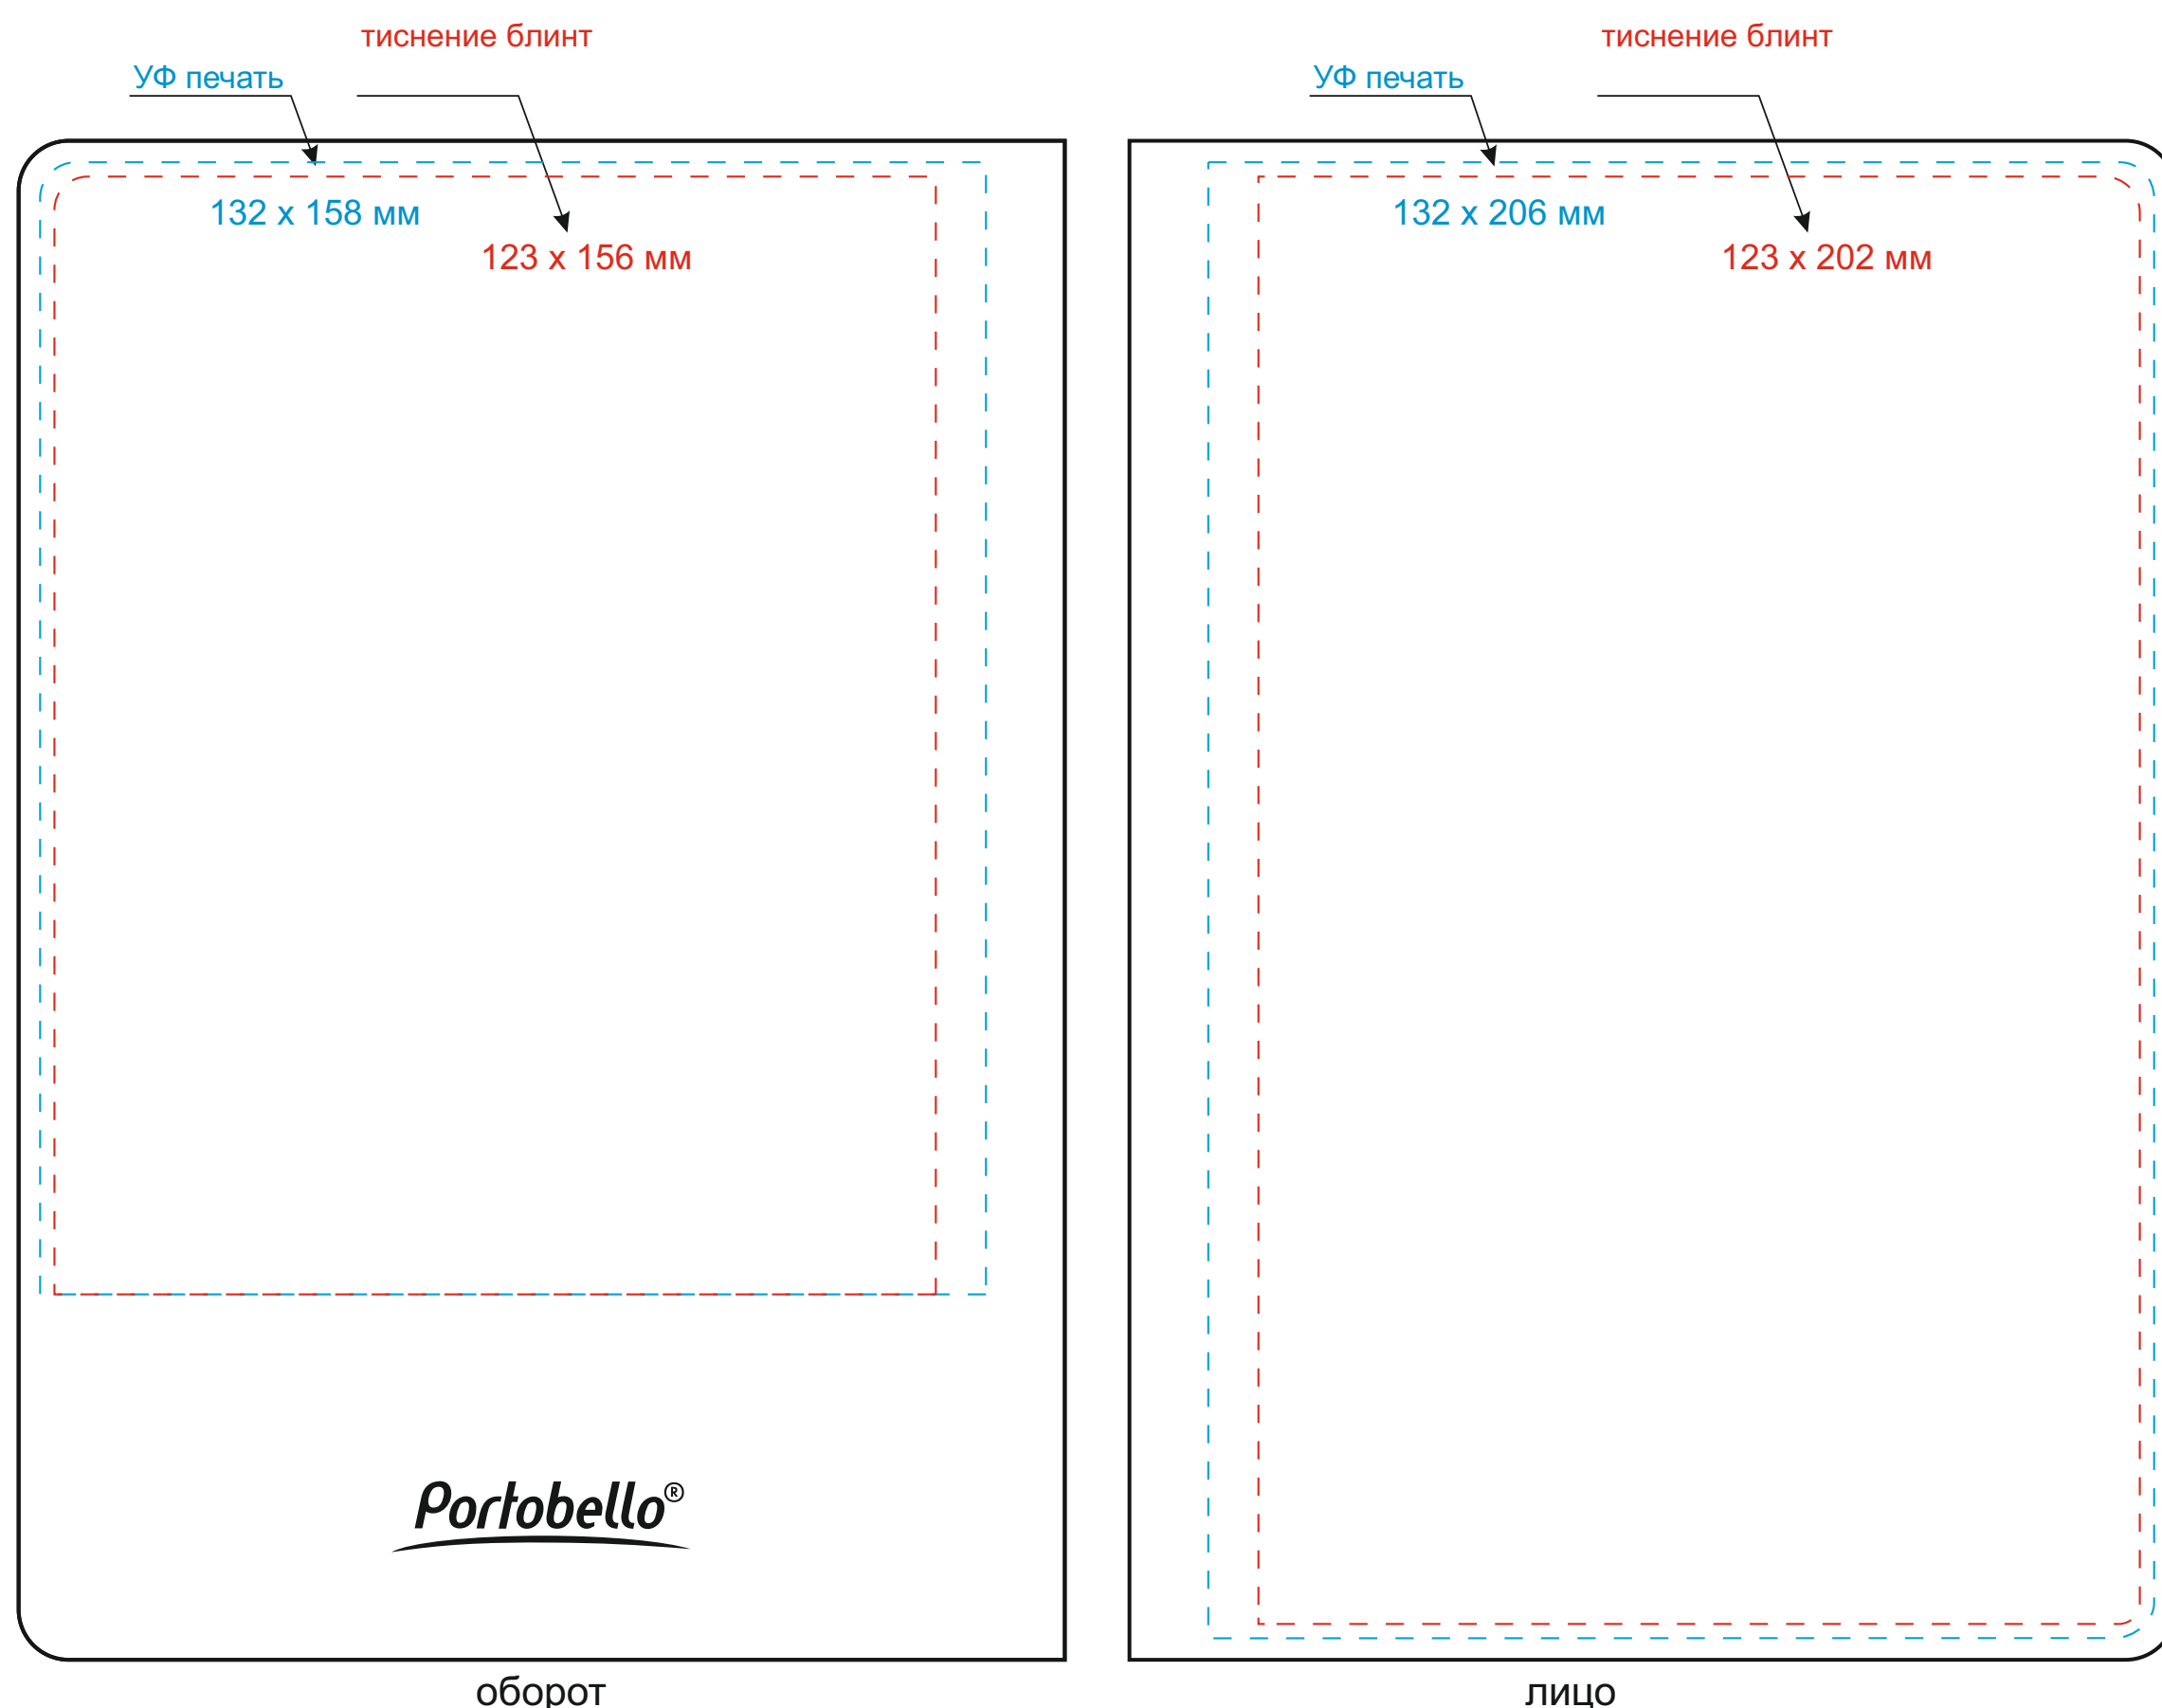 тиснение блинт
УФ печать
132 х 158 мм
123 х 156 мм
Portobello®
оборот
тиснение блинт
УФ печать
132 х 206 мм
123 х 202 мм
лицо